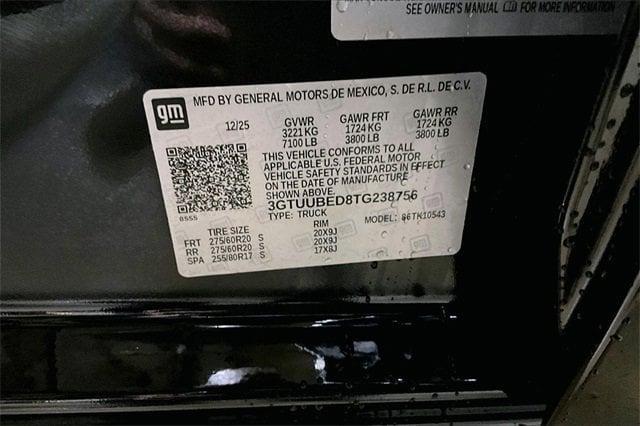 SEE OWNER'S MANUAL FOR MORE INFORMATION
gm
MFD BY GENERAL MOTORS DE MEXICO, S. DE R.L. DE C.V.
12/25
GVWR GAWR FRT GAWR RR
3221 KG 1724 KG 1724 KG
7100 LB 3800 LB 3800 LB
THIS VEHICLE CONFORMS TO ALL
APPLICABLE U.S. FEDERAL MOTOR
VEHICLE SAFETY STANDARDS IN EFFECT
ON THE DATE OF MANUFACTURE
SHOWN ABOVE.
3GTUUBED8TG238756
TYPE: TRUCK MODEL:
TIRE SIZE RIM
FRT 275/60R20 S 20X9J
RR 275/60R20 S 20X9J
SPA 255/80R17 S 17X8J